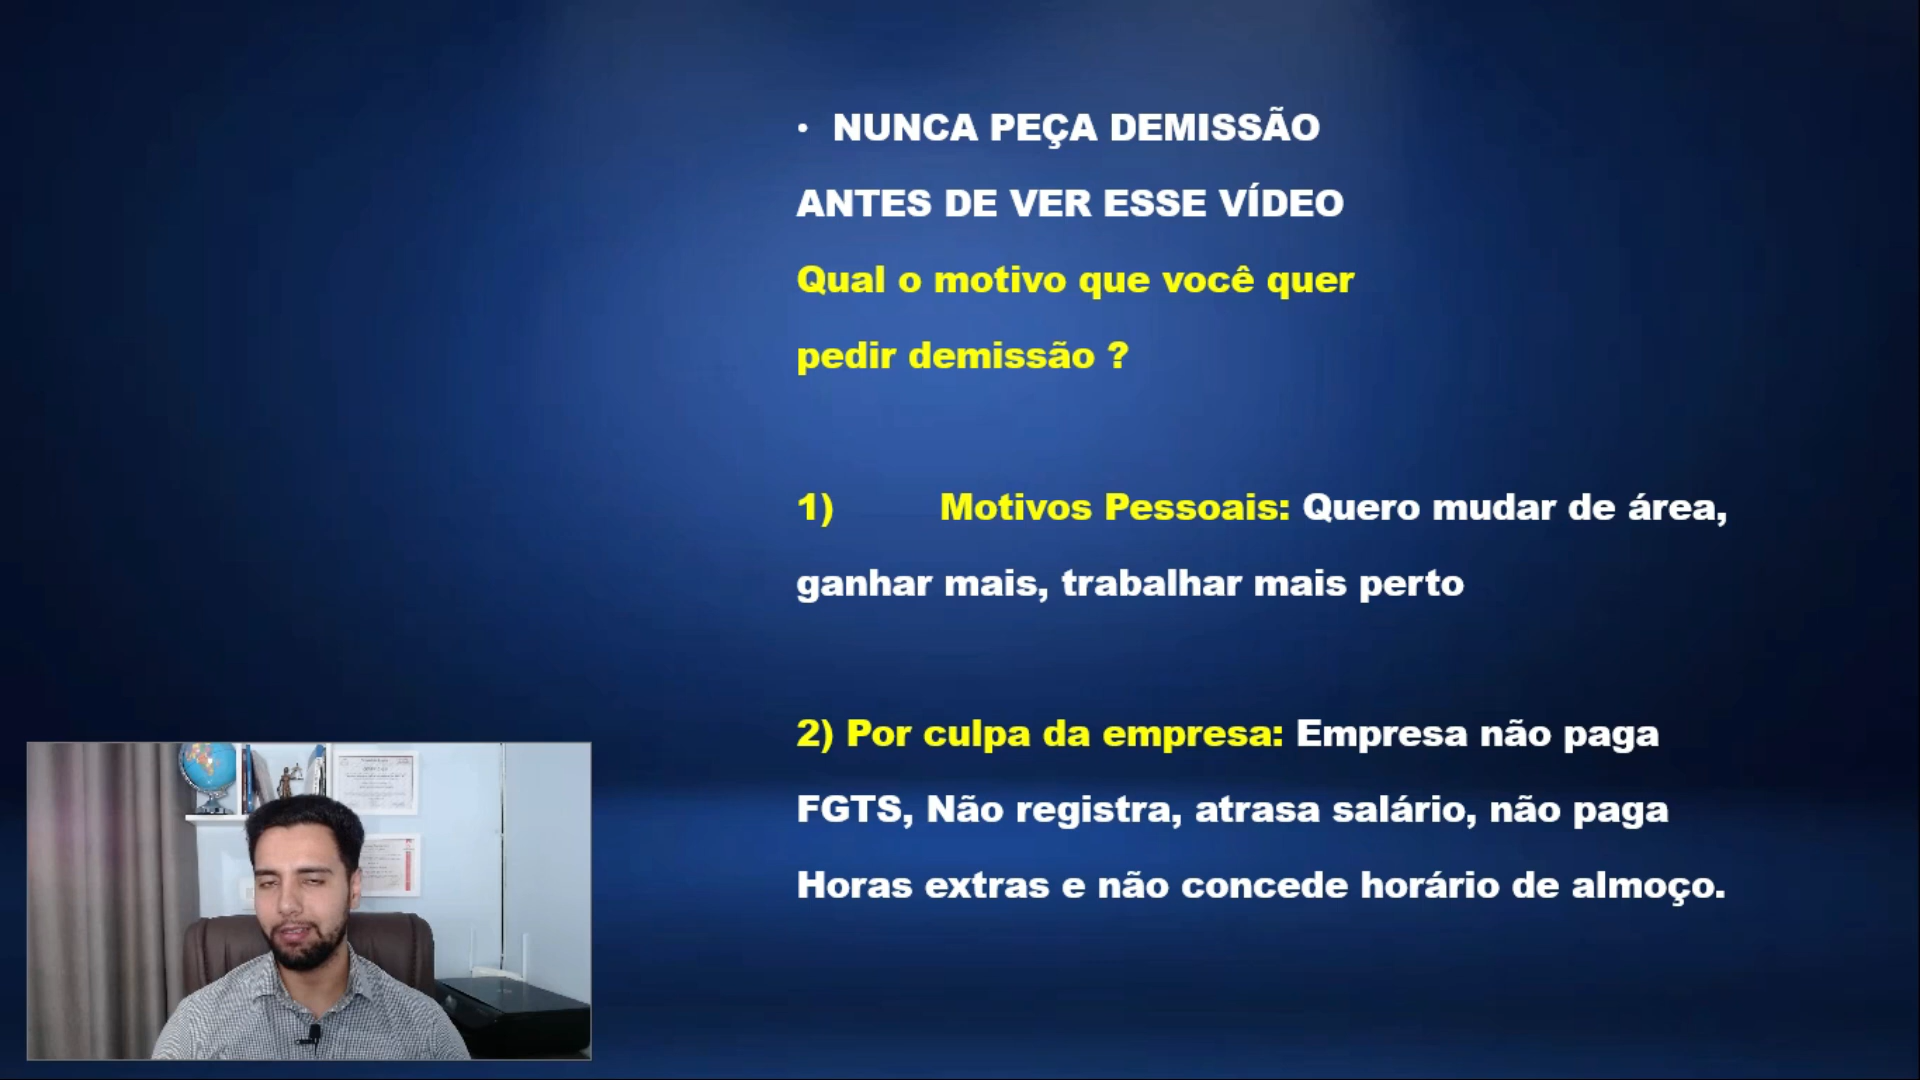 • NUNCA PEÇA DEMISSÃO
ANTES DE VER ESSE VÍDEO
Qual o motivo que você quer
pedir demissão ?
1) Motivos Pessoais: Quero mudar de área,
ganhar mais, trabalhar mais perto
2) Por culpa da empresa: Empresa não paga
FGTS, Não registra, atrasa salário, não paga
Horas extras e não concede horário de almoço.